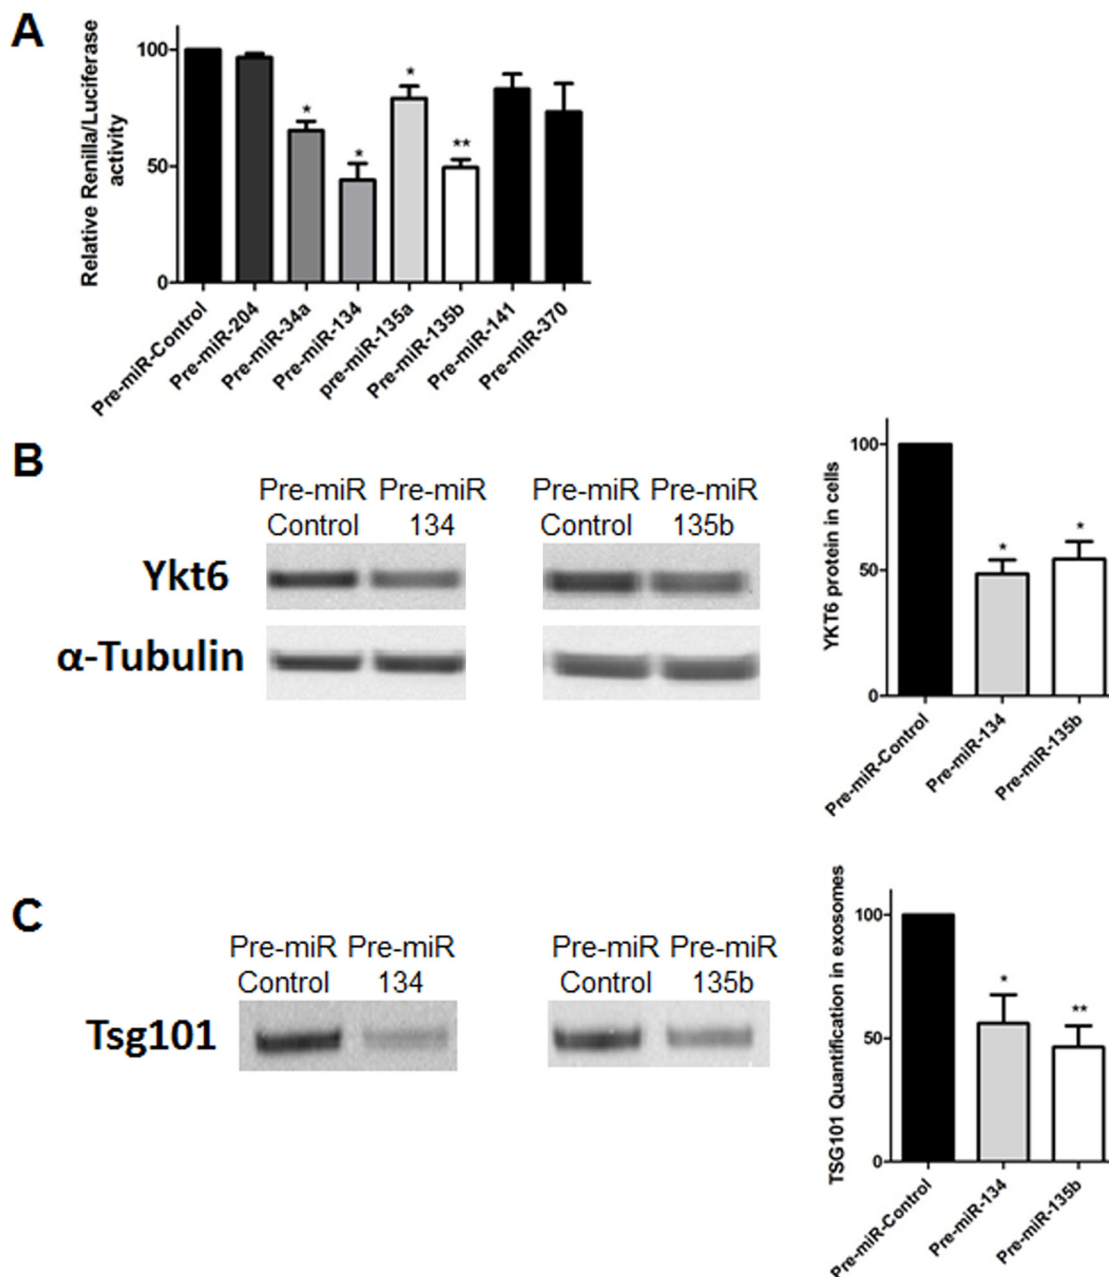 A
Relative Renilla/Luciferase
activity
100
50
0
*
*
*
**
Pre-miR-Control
Pre-miR-204
Pre-miR-34a
Pre-miR-134
pre-miR-135a
Pre-miR-135b
Pre-miR-141
Pre-miR-370
B
Pre-miR Pre-miR
Control 134
Pre-miR Pre-miR
Control 135b
Ykt6
α-Tubulin
YKT6 protein in cells
100
50
0
*
*
Pre-miR-Control
Pre-miR-134
Pre-miR-135b
C
Pre-miR Pre-miR
Control 134
Pre-miR Pre-miR
Control 135b
Tsg101
TSG101 Quantification in exosomes
100
50
0
*
**
Pre-miR-Control
Pre-miR-134
Pre-miR-135b